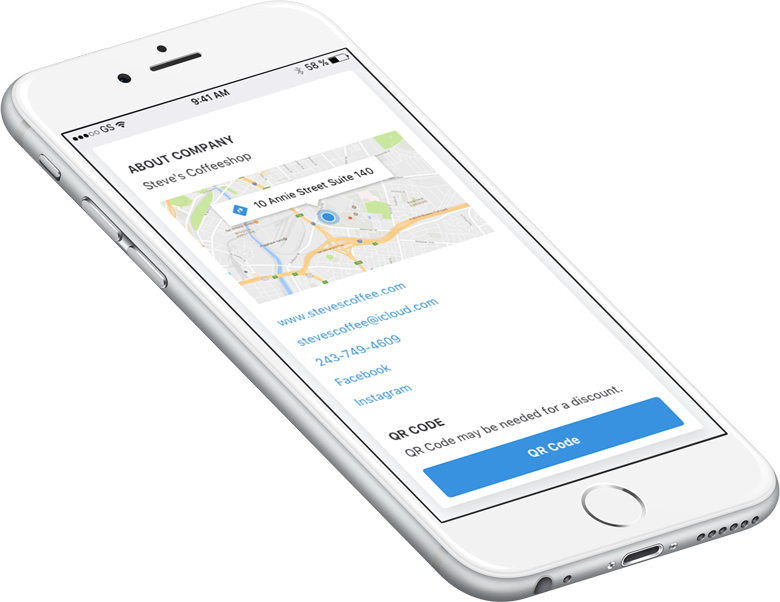 GS
9:41 AM
58 %
ABOUT COMPANY
Steve's Coffeeshop
10 Annie Street Suite 140
www.stevescoffee.com
stevescoffee@icloud.com
243-749-4609
Facebook
Instagram
QR CODE
QR Code may be needed for a discount.
QR Code